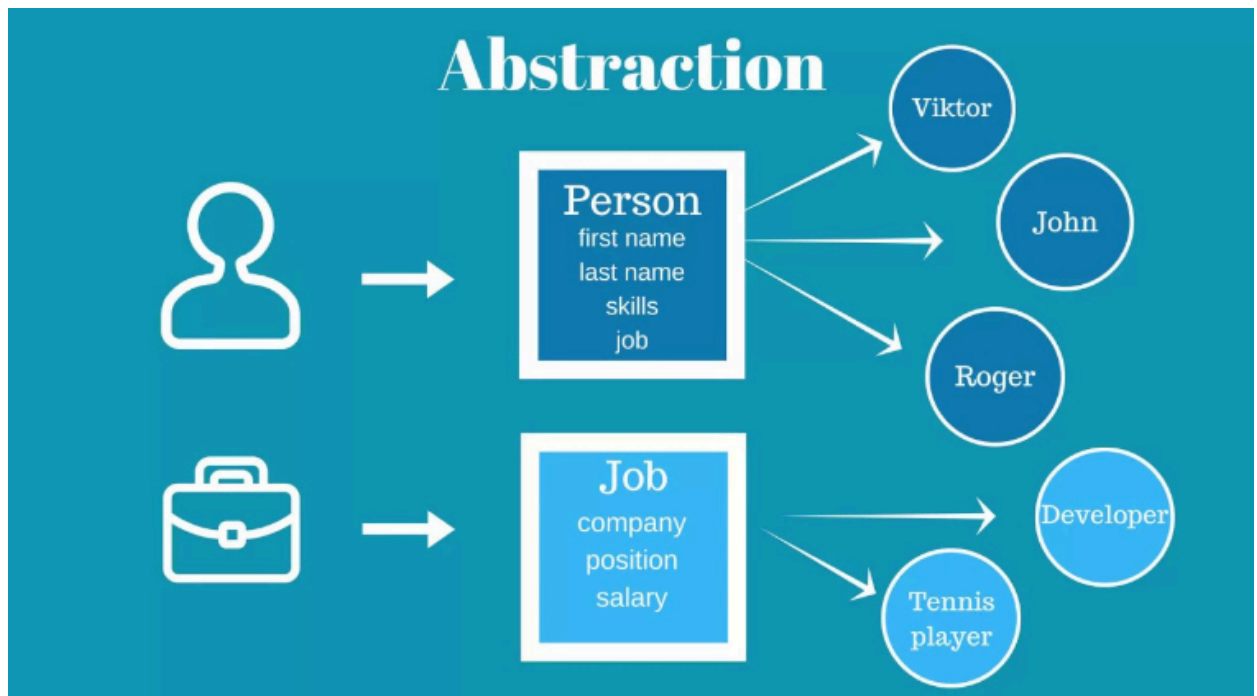 Abstraction
Person
first name
last name
skills
job
Viktor
John
Roger
Job
company
position
salary
Developer
Tennis
player